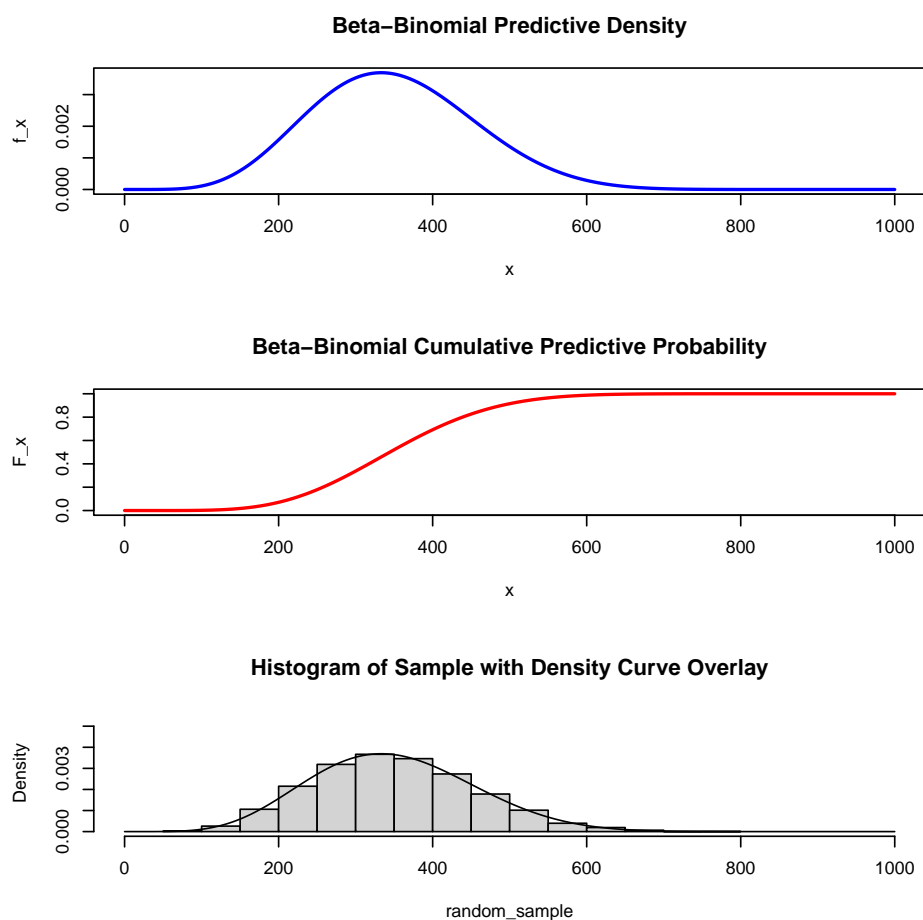 Beta−Binomial Predictive Density
f_x
0.000
0.002
0
200
400
600
800
1000
x
Beta−Binomial Cumulative Predictive Probability
F_x
0.0
0.4
0.8
0
200
400
600
800
1000
x
Histogram of Sample with Density Curve Overlay
Density
0.000
0.003
0
200
400
600
800
1000
random_sample